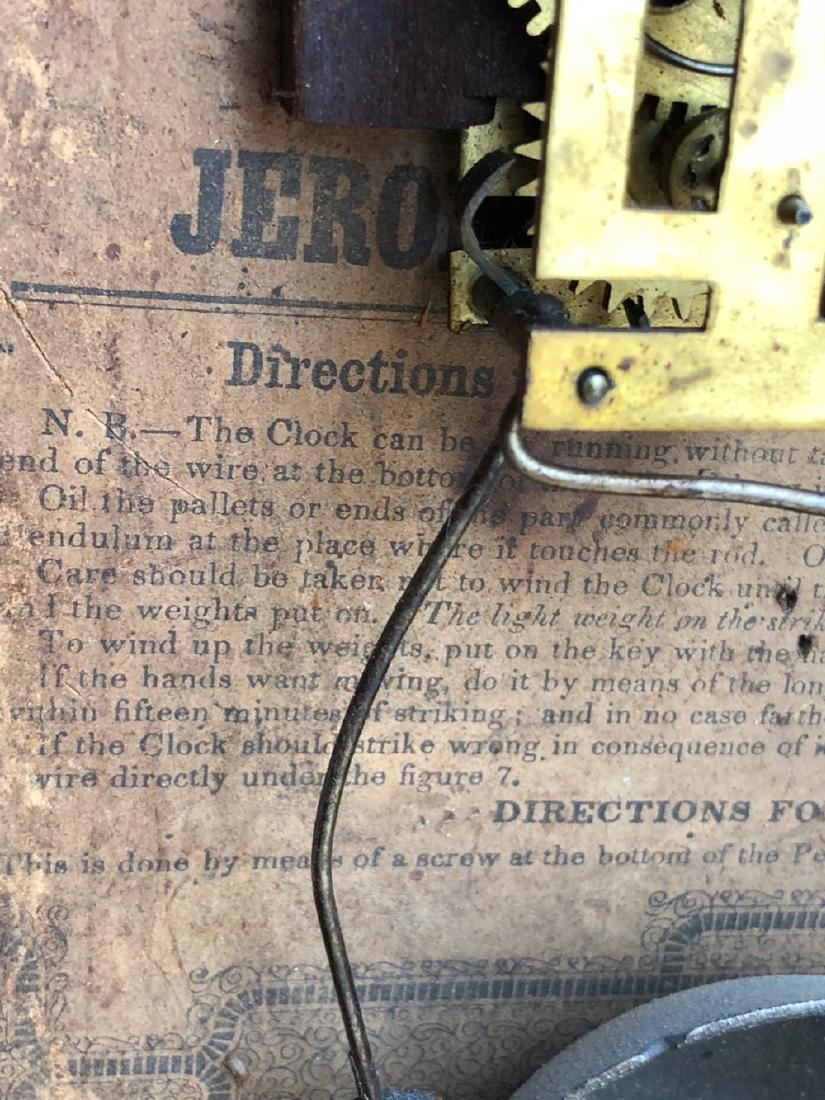 JERO
Directions
N. B.—The Clock can be running without
end of the wire at the bottom
Oil the pallets or ends of the part commonly
endulum at the place where it touches the rod.
Care should be taken not to wind the Clock until
the weights put on. The light weight on the
To wind up the weights, put on the key with the
If the hands want moving, do it by means of the
within fifteen minutes of striking; and in no case
If the Clock should strike wrong in consequence of
wire directly under the figure 7.
DIRECTIONS FO
This is done by means of a screw at the bottom of the